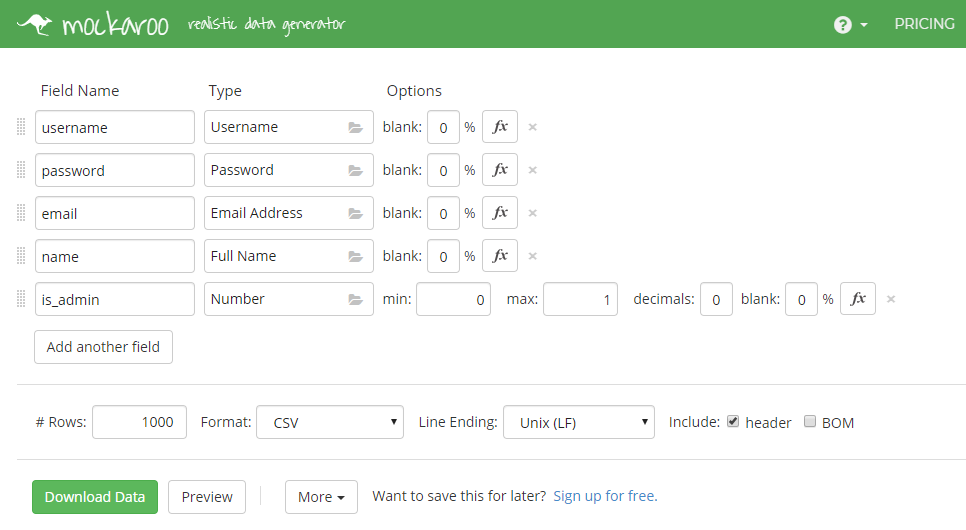 mockaroo realistic data generator ? PRICING
Field Name Type Options
username Username blank: 0 % fx ×
password Password blank: 0 % fx ×
email Email Address blank: 0 % fx ×
name Full Name blank: 0 % fx ×
is_admin Number min: 0 max: 1 decimals: 0 blank: 0 % fx ×
Add another field
# Rows: 1000 Format: CSV Line Ending: Unix (LF) Include: header BOM
Download Data Preview More Want to save this for later? Sign up for free.